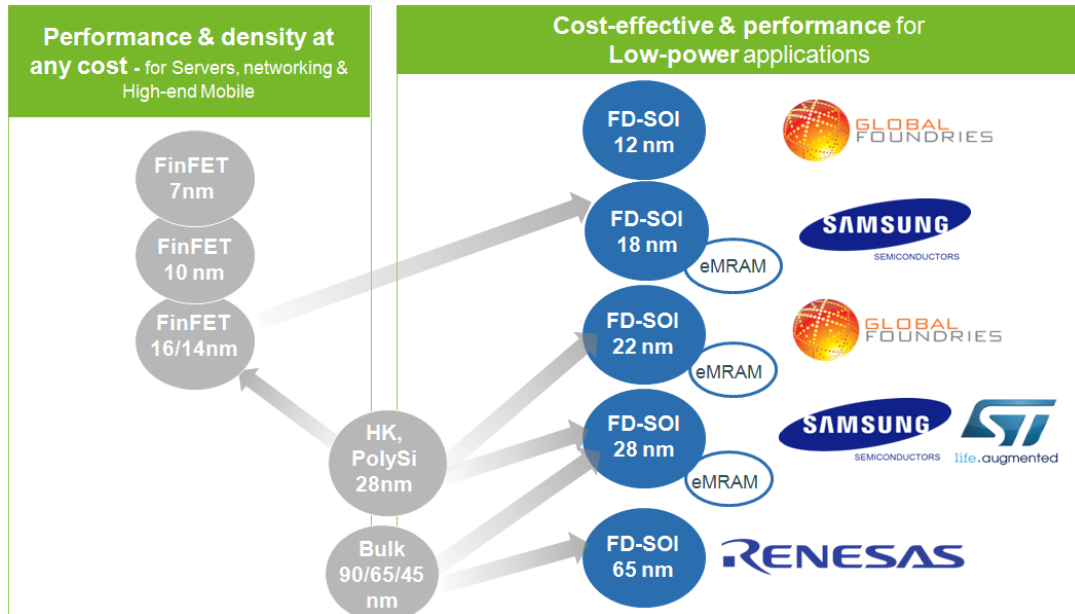 Performance & density at
any cost - for Servers, networking &
High-end Mobile
Cost-effective & performance for
Low-power applications
FinFET
7nm
FinFET
10 nm
FinFET
16/14nm
HK,
PolySi
28nm
Bulk
90/65/45
nm
FD-SOI
12 nm
GLOBAL
FOUNDRIES
FD-SOI
18 nm
eMRAM
SAMSUNG
SEMICONDUCTORS
FD-SOI
22 nm
eMRAM
GLOBAL
FOUNDRIES
FD-SOI
28 nm
eMRAM
SAMSUNG
SEMICONDUCTORS
ST
life.augmented
FD-SOI
65 nm
RENESAS